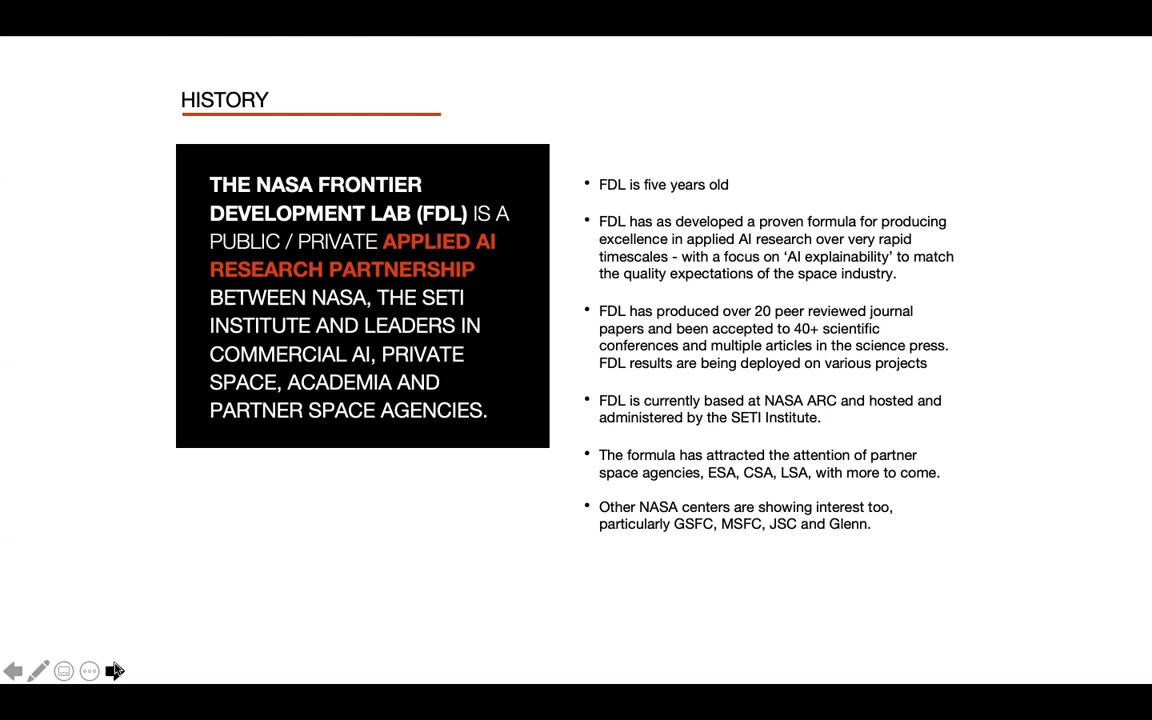 HISTORY
THE NASA FRONTIER
DEVELOPMENT LAB (FDL) IS A
PUBLIC / PRIVATE APPLIED AI
RESEARCH PARTNERSHIP
BETWEEN NASA, THE SETI
INSTITUTE AND LEADERS IN
COMMERCIAL AI, PRIVATE
SPACE, ACADEMIA AND
PARTNER SPACE AGENCIES.
• FDL is five years old
• FDL has as developed a proven formula for producing
excellence in applied AI research over very rapid
timescales - with a focus on ‘AI explainability’ to match
the quality expectations of the space industry.
• FDL has produced over 20 peer reviewed journal
papers and been accepted to 40+ scientific
conferences and multiple articles in the science press.
FDL results are being deployed on various projects
• FDL is currently based at NASA ARC and hosted and
administered by the SETI Institute.
• The formula has attracted the attention of partner
space agencies, ESA, CSA, LSA, with more to come.
• Other NASA centers are showing interest too,
particularly GSFC, MSFC, JSC and Glenn.